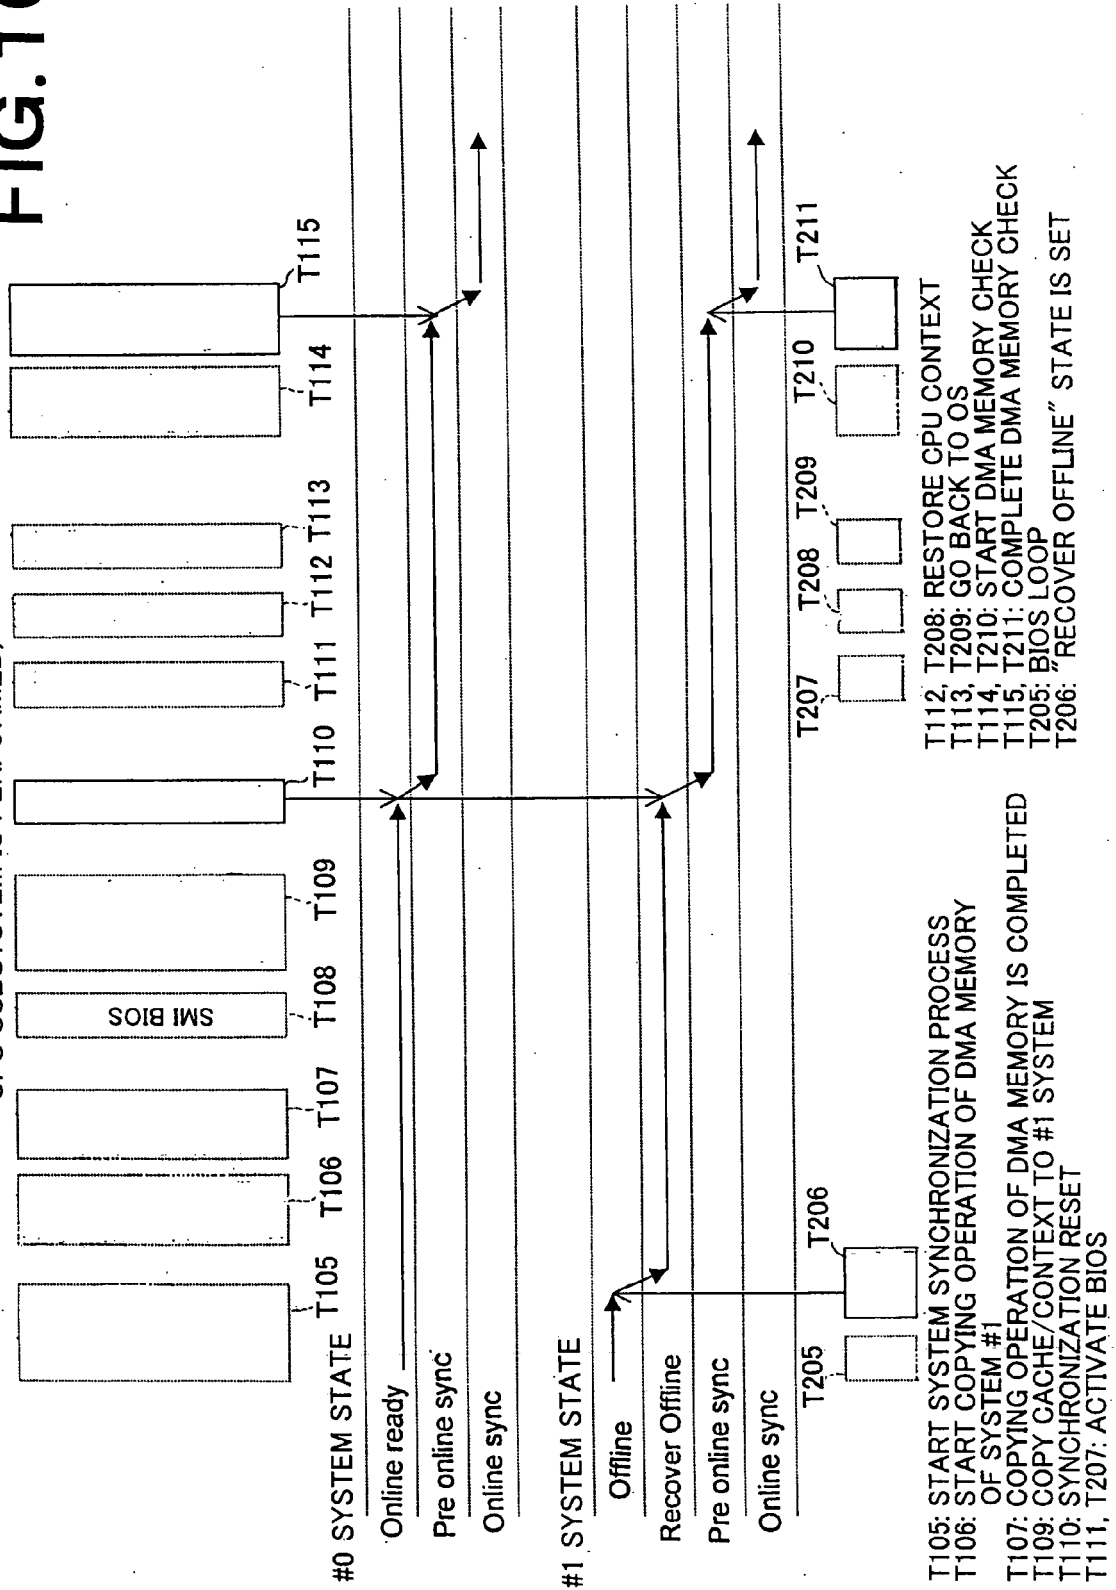 T105
T106
T107
SMI BIOS
T108
T109
T110
T111
T112
T113
T114
T115
#0 SYSTEM STATE
Online ready
Pre online sync
Online sync
#1 SYSTEM STATE
Offline
Recover Offline
Pre online sync
Online sync
T205
T206
T207
T208
T209
T210
T211
T105: START SYSTEM SYNCHRONIZATION PROCESS
T106: START COPYING OPERATION OF DMA MEMORY
OF SYSTEM #1
T107: COPYING OPERATION OF DMA MEMORY IS COMPLETED
T109: COPY CACHE/CONTEXT TO #1 SYSTEM
T110: SYNCHRONIZATION RESET
T111, T207: ACTIVATE BIOS
T112, T208: RESTORE CPU CONTEXT
T113, T209: GO BACK TO OS
T114, T210: START DMA MEMORY CHECK
T115, T211: COMPLETE DMA MEMORY CHECK
T205: BIOS LOOP
T206: "RECOVER OFFLINE" STATE IS SET